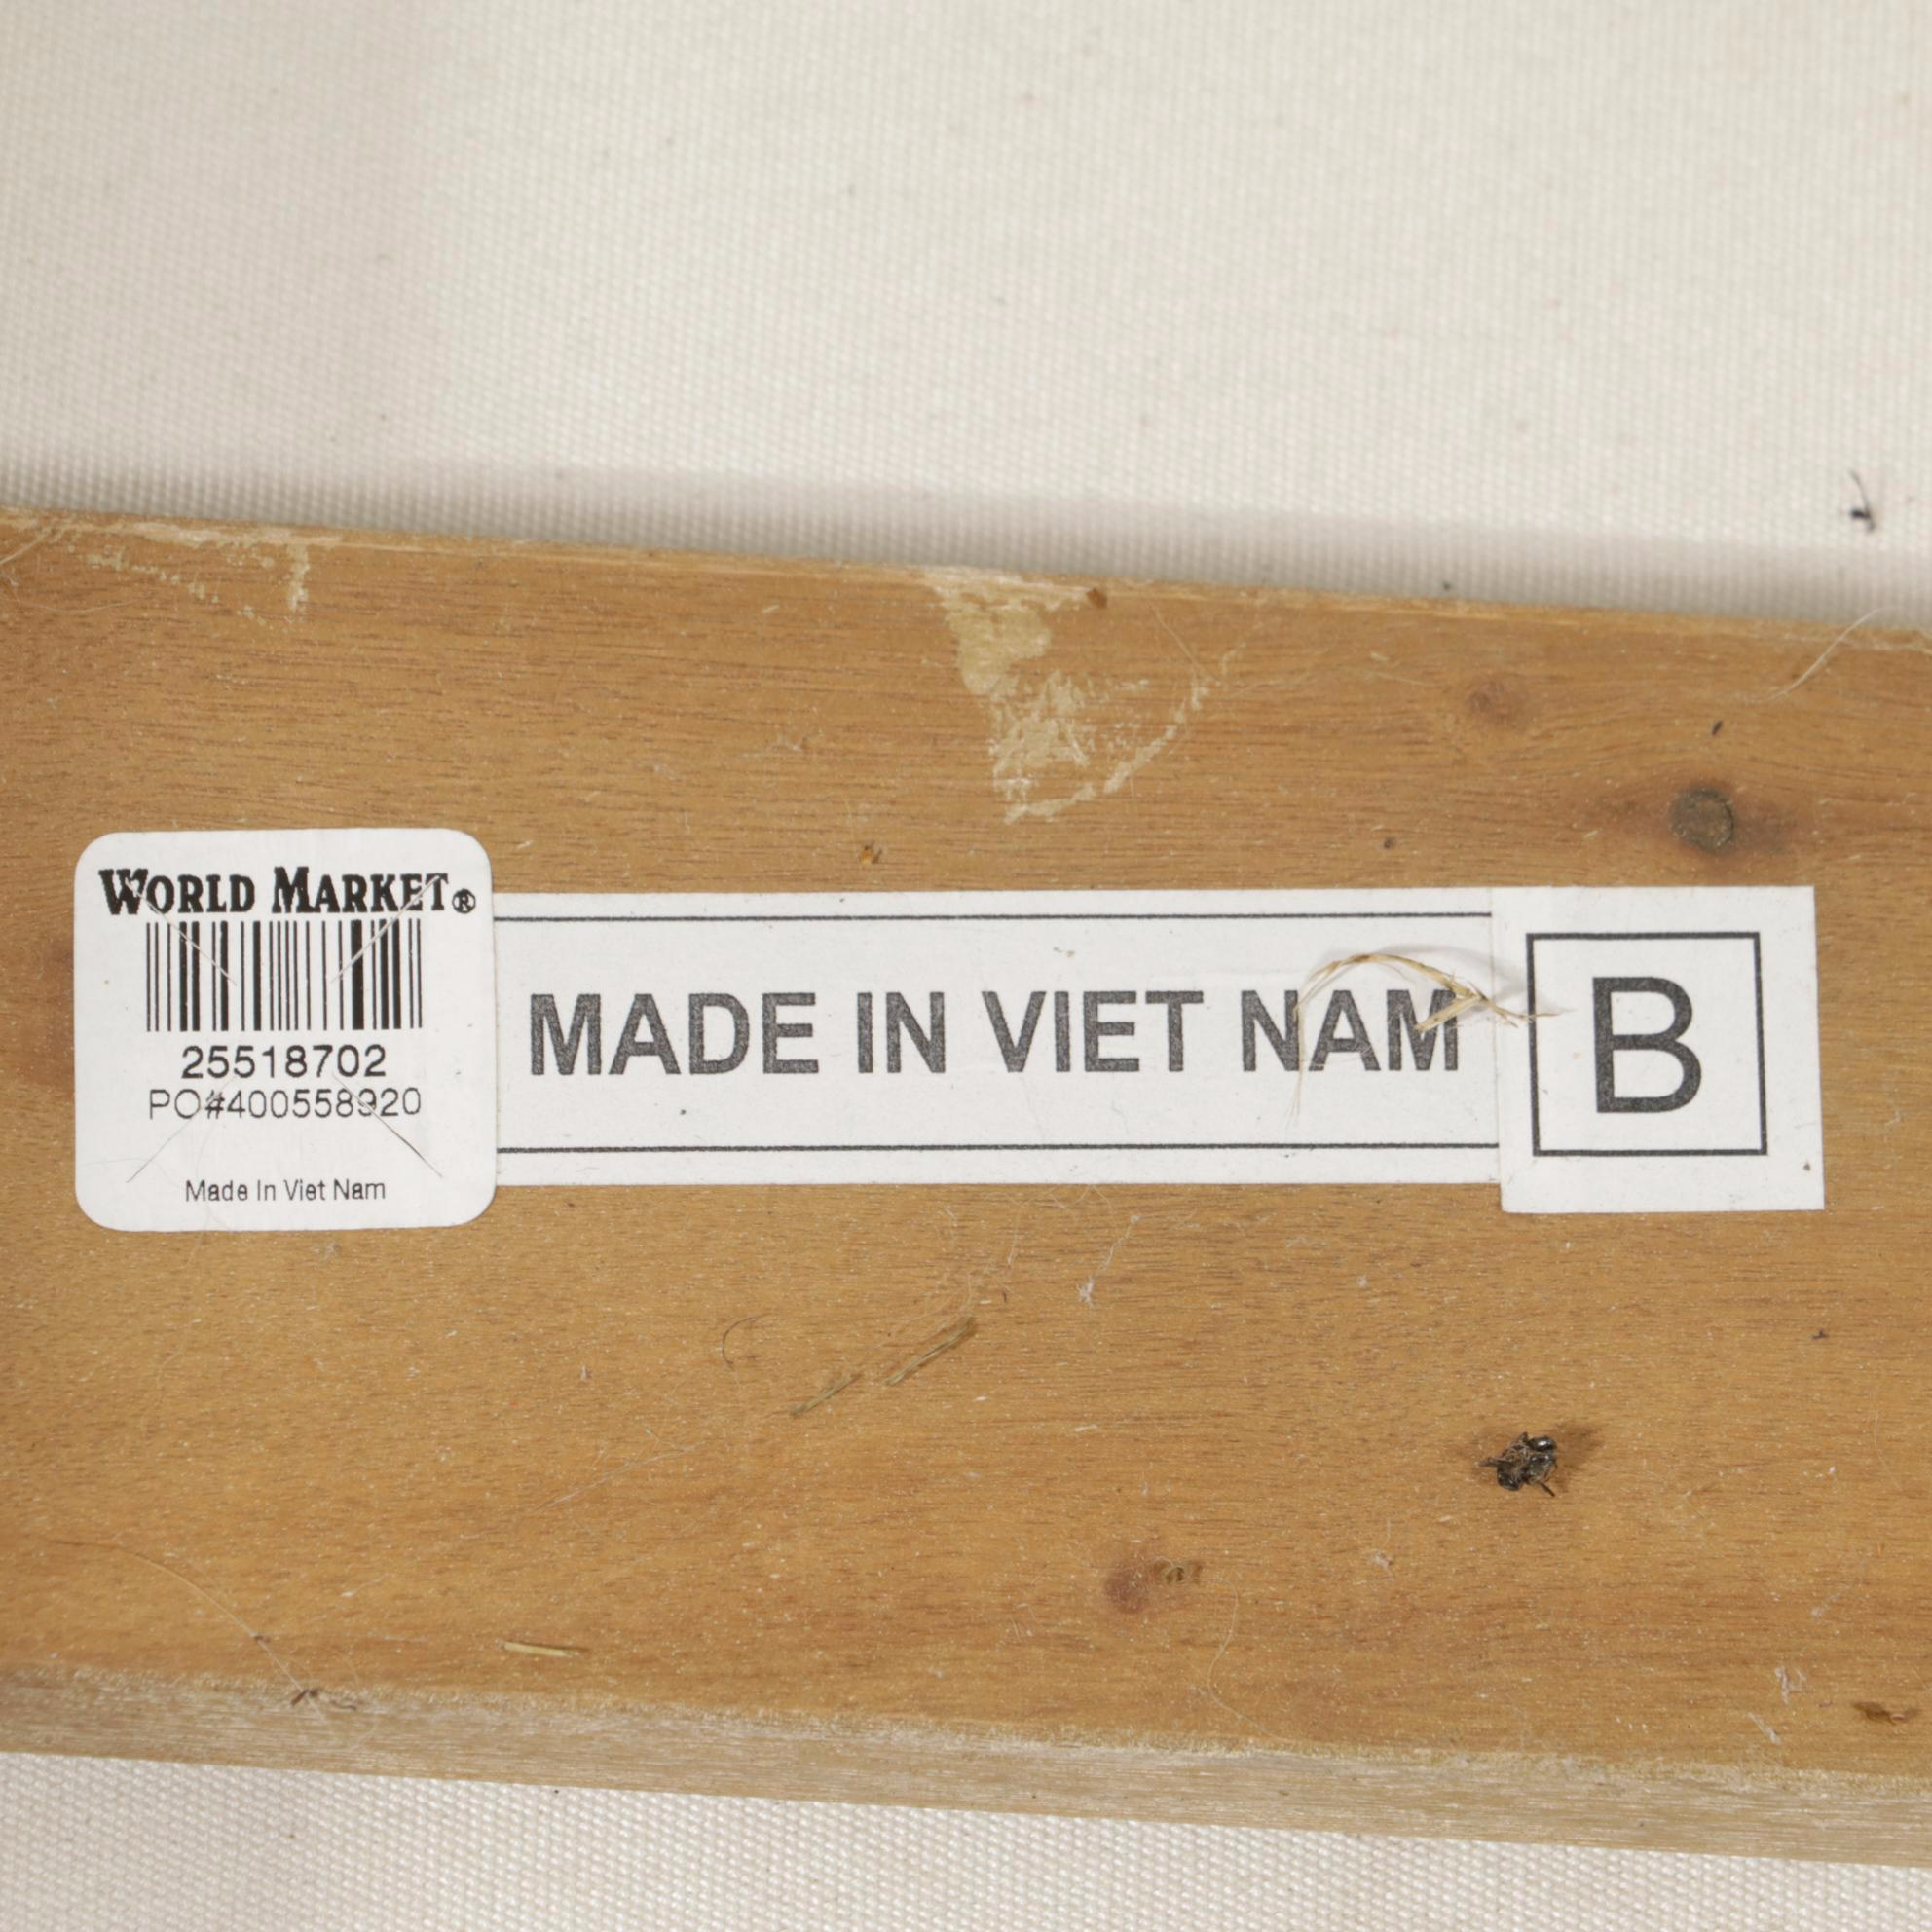 WORLD MARKET®
25518702
PO#400558920
Made In Viet Nam
MADE IN VIET NAM
B